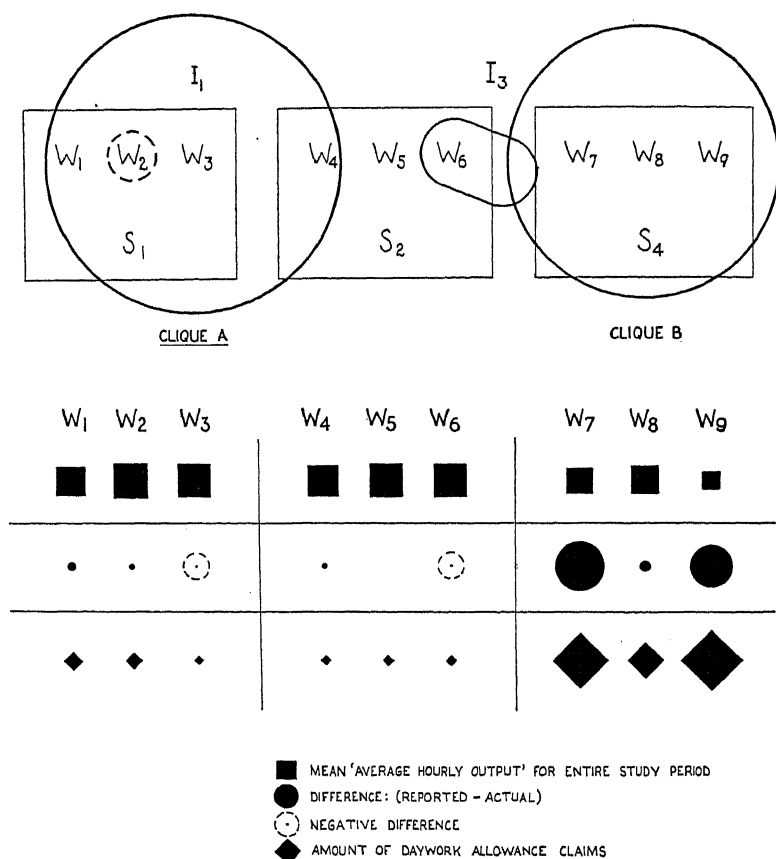 I₁ I₃
W₁ W₂ W₃ W₄ W₅ W₆ W₇ W₈ W₉
S₁ S₂ S₄
CLIQUE A CLIQUE B
W₁ W₂ W₃ W₄ W₅ W₆ W₇ W₈ W₉
MEAN 'AVERAGE HOURLY OUTPUT' FOR ENTIRE STUDY PERIOD
DIFFERENCE: (REPORTED - ACTUAL)
NEGATIVE DIFFERENCE
AMOUNT OF DAYWORK ALLOWANCE CLAIMS